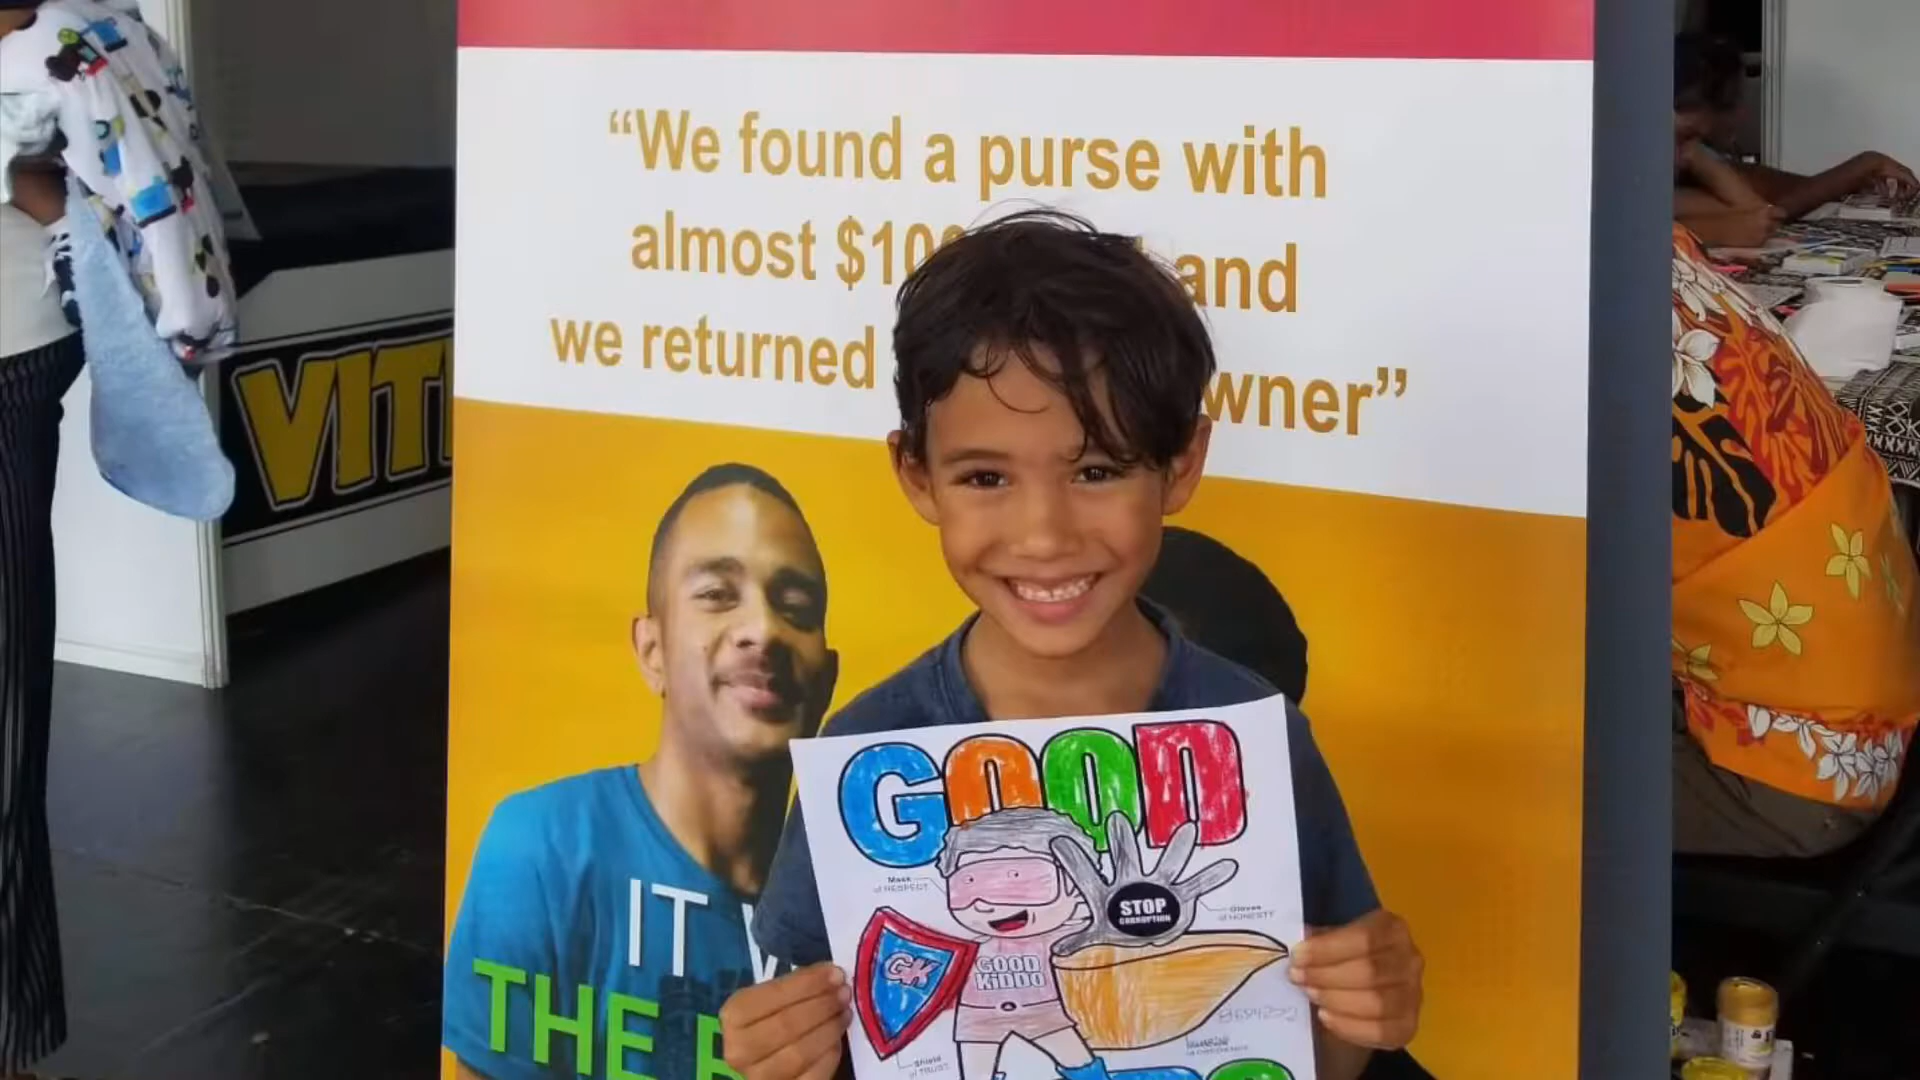 “We found a purse with
almost $100 and
we returned wner”
VIT
IT W
THE
GOOD
Mask
of RESPECT
STOP
CORRUPTION
Gloves
of HONESTY
GK
GOOD
KiDDO
Shield
of TRUST